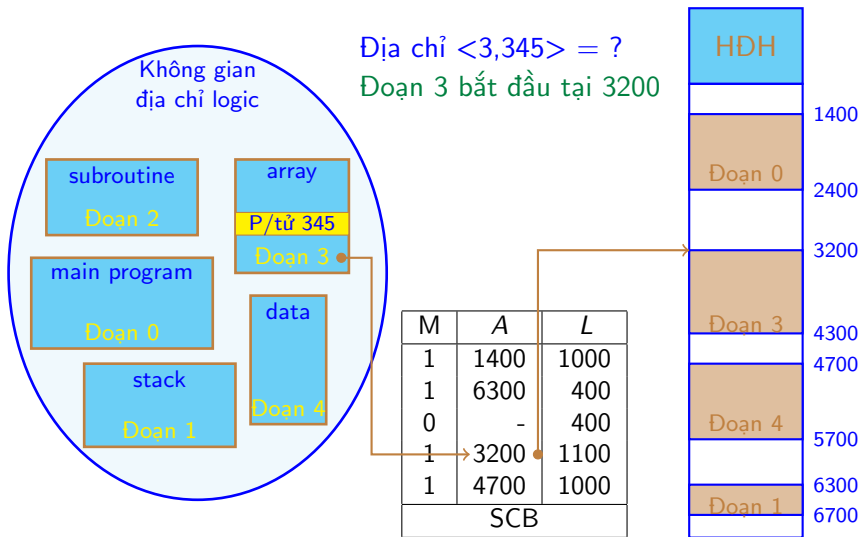 Địa chỉ <3,345> = ?
Đoạn 3 bắt đầu tại 3200
Không gian
địa chỉ logic
subroutine
Đoạn 2
array
P/tử 345
Đoạn 3
main program
Đoạn 0
data
Đoạn 4
stack
Đoạn 1
M A L
1 1400 1000
1 6300 400
0 - 400
1 3200 1100
1 4700 1000
SCB
HĐH
1400
Đoạn 0
2400
3200
Đoạn 3
4300
4700
Đoạn 4
5700
6300
Đoạn 1
6700